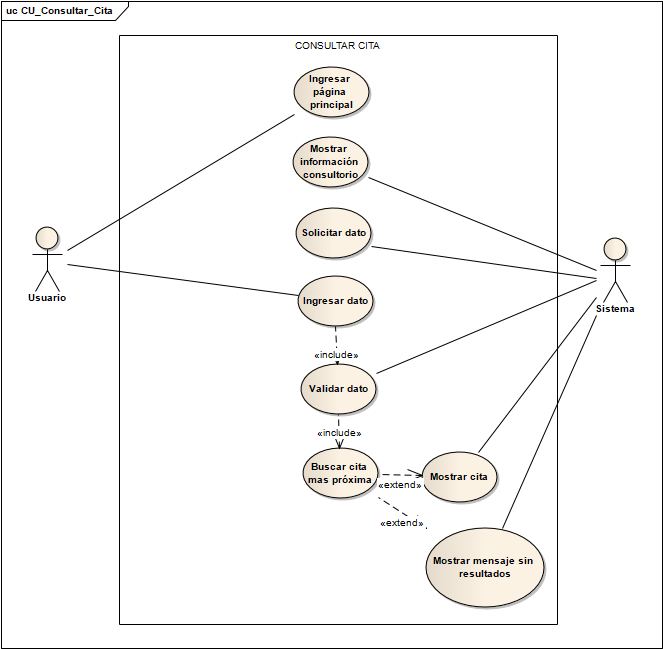 uc CU_Consultar_Cita
CONSULTAR CITA
Ingresar
página
principal
Mostrar
información
consultorio
Solicitar dato
Usuario
Ingresar dato
Sistema
«include»
Validar dato
«include»
Buscar cita
mas próxima
Mostrar cita
«extend»
«extend»
Mostrar mensaje sin
resultados